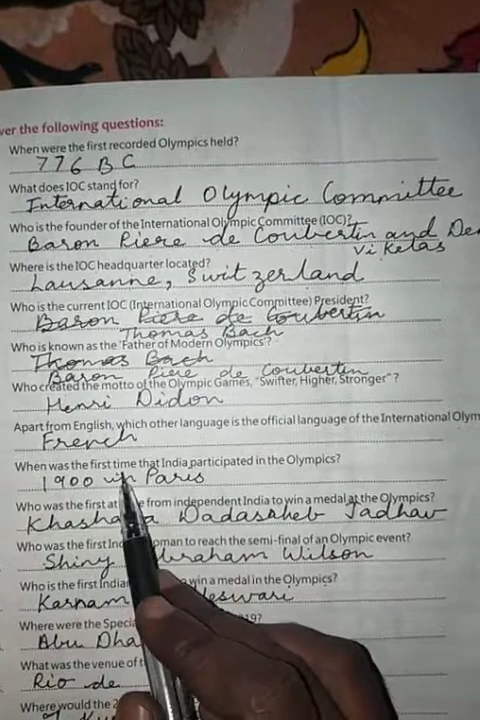 ver the following questions:
When were the first recorded Olympics held?
776 BC
What does IOC stand for?
International Olympic Committee
Who is the founder of the International Olympic Committee (IOC)?
Baron Piere de Coubertin and De
Vikelas
Where is the IOC headquarter located?
Lausanne, Switzerland
Who is the current IOC (International Olympic Committee) President?
Baron Piere de Coubertin
Thomas Bach
Who is known as the 'Father of Modern Olympics'?
Thomas Bach
Baron Piere de Coubertin
Who created the motto of the Olympic Games, "Swifter, Higher, Stronger"?
Henri Didon
Apart from English, which other language is the official language of the International Olym
French
When was the first time that India participated in the Olympics?
1900 in Paris
Who was the first at e from independent India to win a medal at the Olympics?
Khasha a Dadasaheb Jadhav
Who was the first Ind oman to reach the semi-final of an Olympic event?
Shiny braham Wilson
Who is the first Indian win a medal in the Olympics?
Karnam leswari
Where were the Specia 2019?
Abu Dha
What was the venue of t
Rio de
Where would the 2